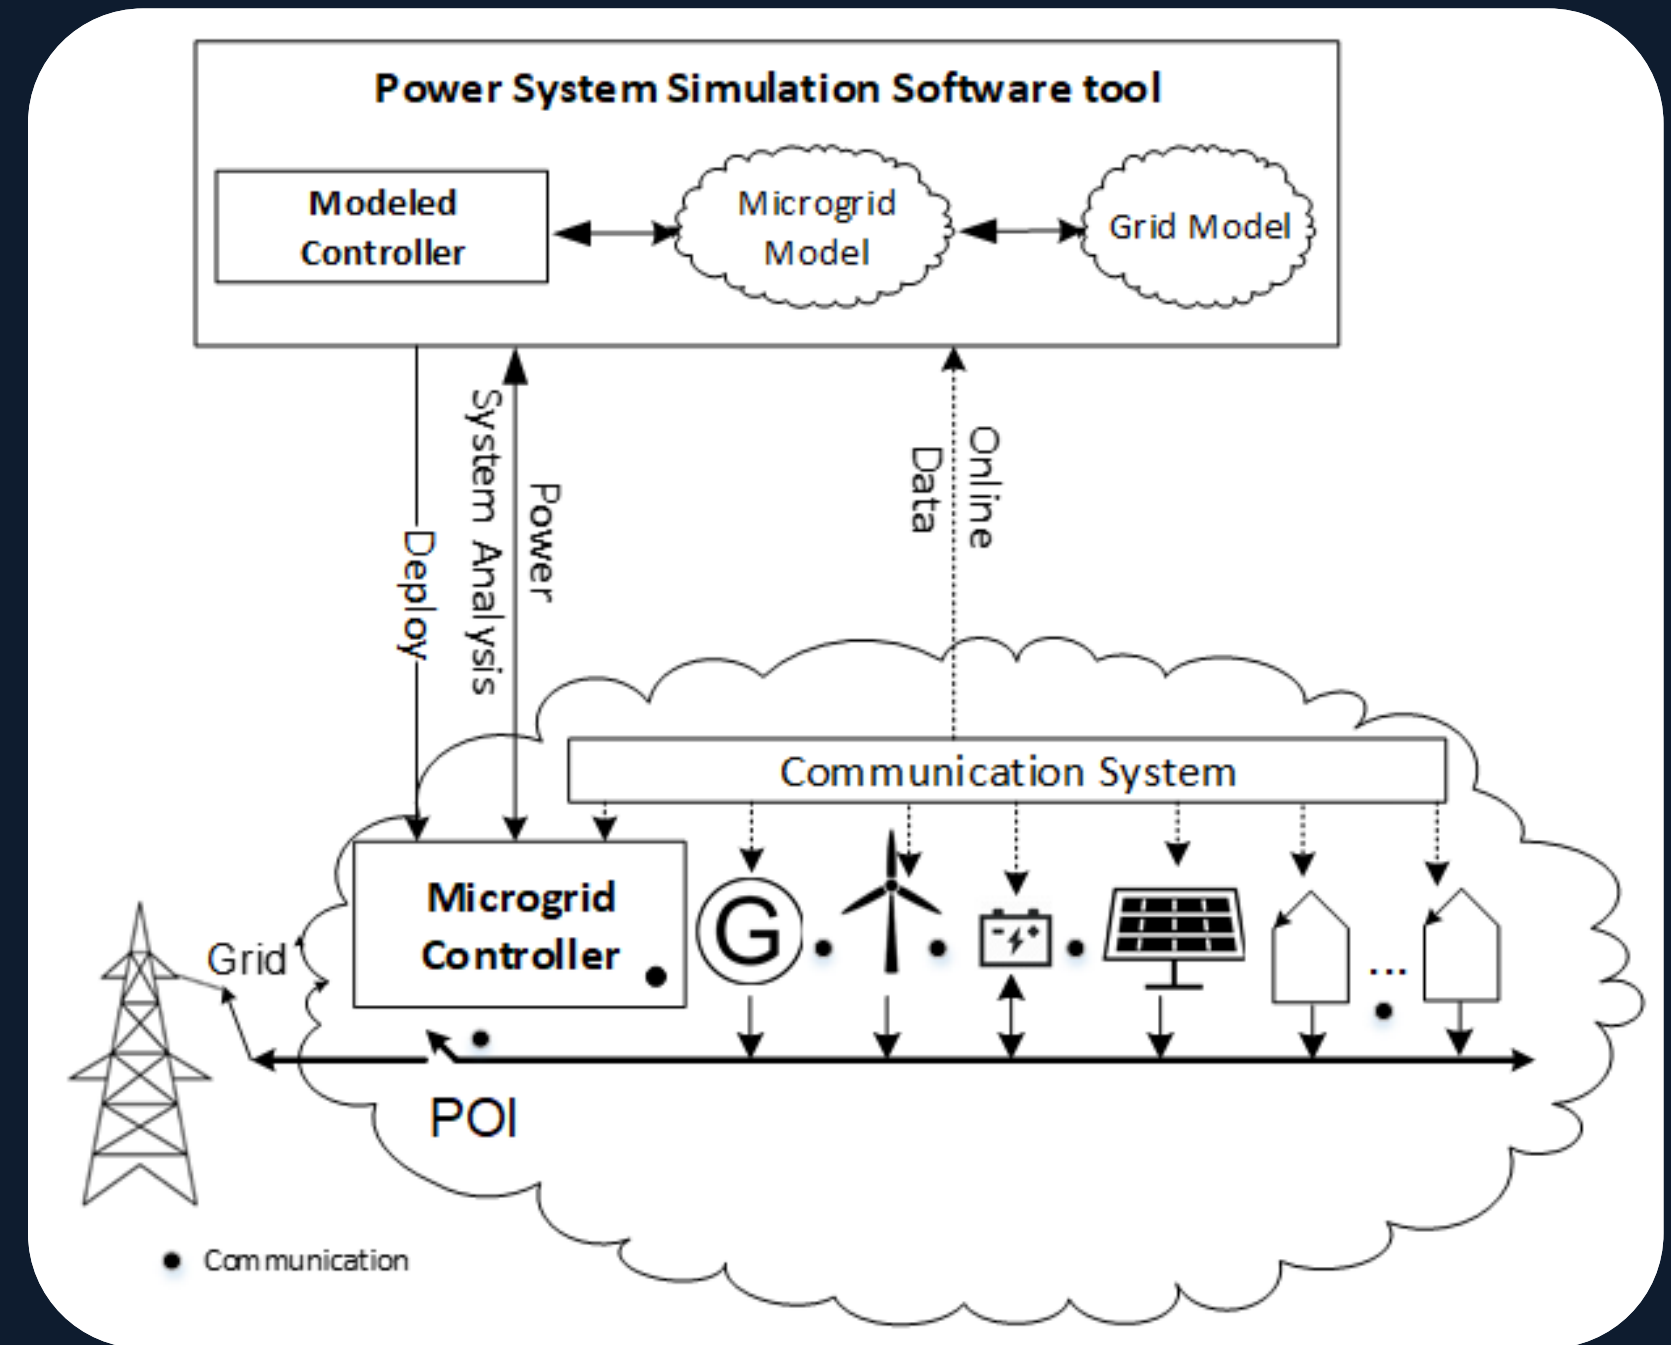 Power System Simulation Software tool
Modeled
Controller
Microgrid
Model
Grid Model
Deploy
Power
System Analysis
Online
Data
Communication System
Microgrid
Controller
G
...
Grid
POI
Communication